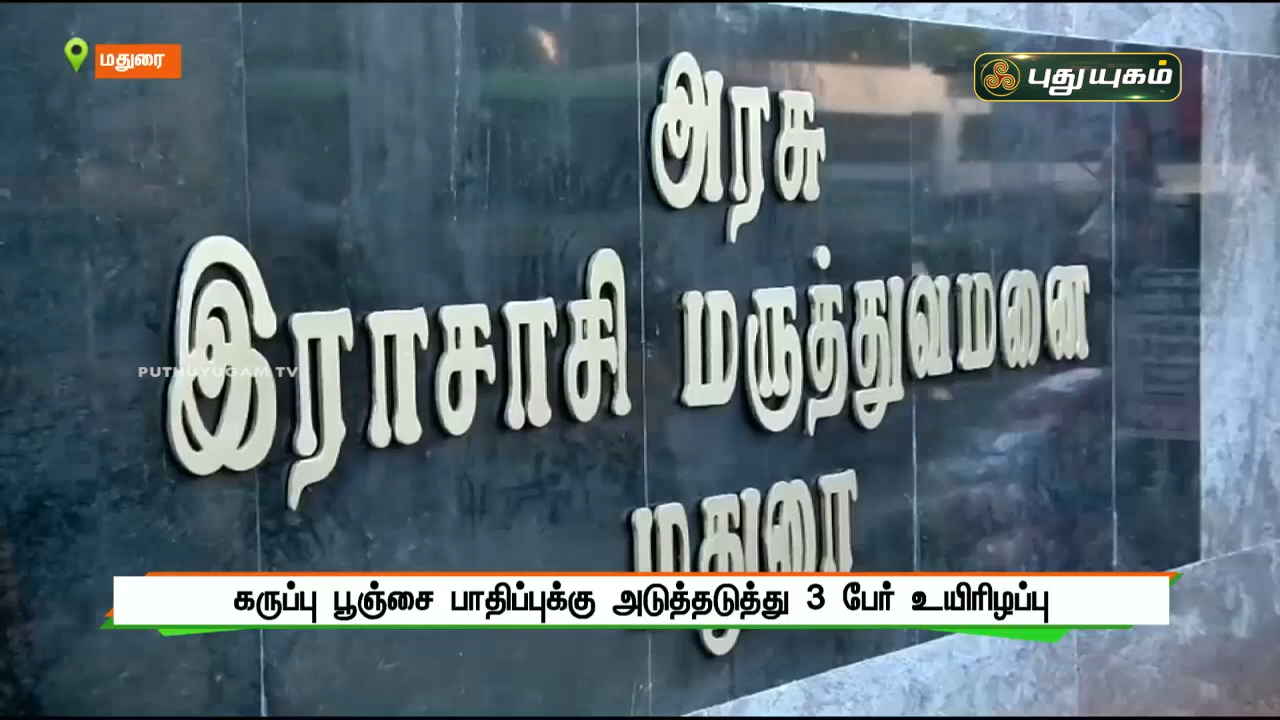 மதுரை
புதுயுகம்
அரசு
இராசாசி மருத்துவமனை
மதுரை
PUTHUYUGAM TV
கருப்பு பூஞ்சை பாதிப்புக்கு அடுத்தடுத்து 3 பேர் உயிரிழப்பு